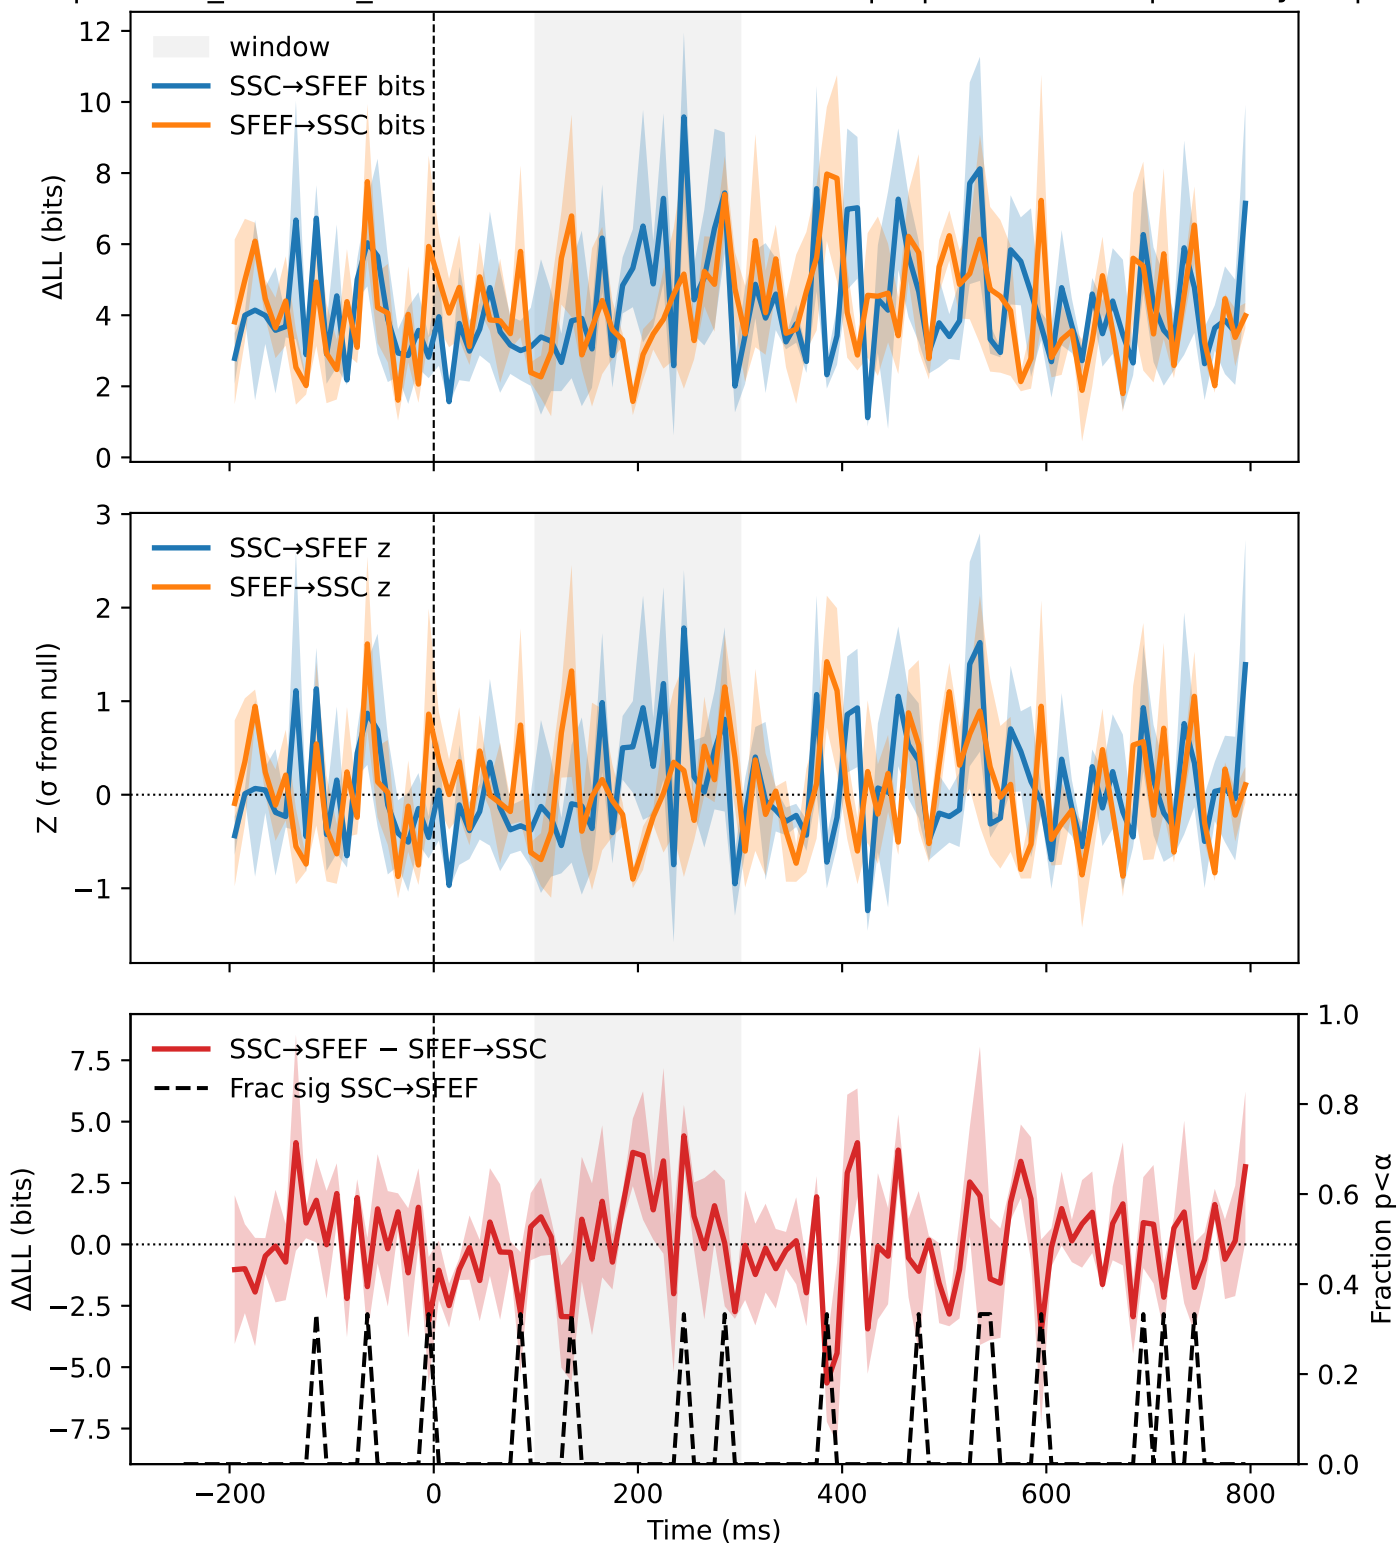 12
10
8
6
4
2
0
ΔLL (bits)
window
SSC→SFEF bits
SFEF→SSC bits
3
2
1
0
−1
Z (σ from null)
SSC→SFEF z
SFEF→SSC z
7.5
5.0
2.5
0.0
−2.5
−5.0
−7.5
ΔΔLL (bits)
SSC→SFEF − SFEF→SSC
Frac sig SSC→SFEF
1.0
0.8
0.6
0.4
0.2
0.0
Fraction p<α
−200 0 200 400 600 800
Time (ms)